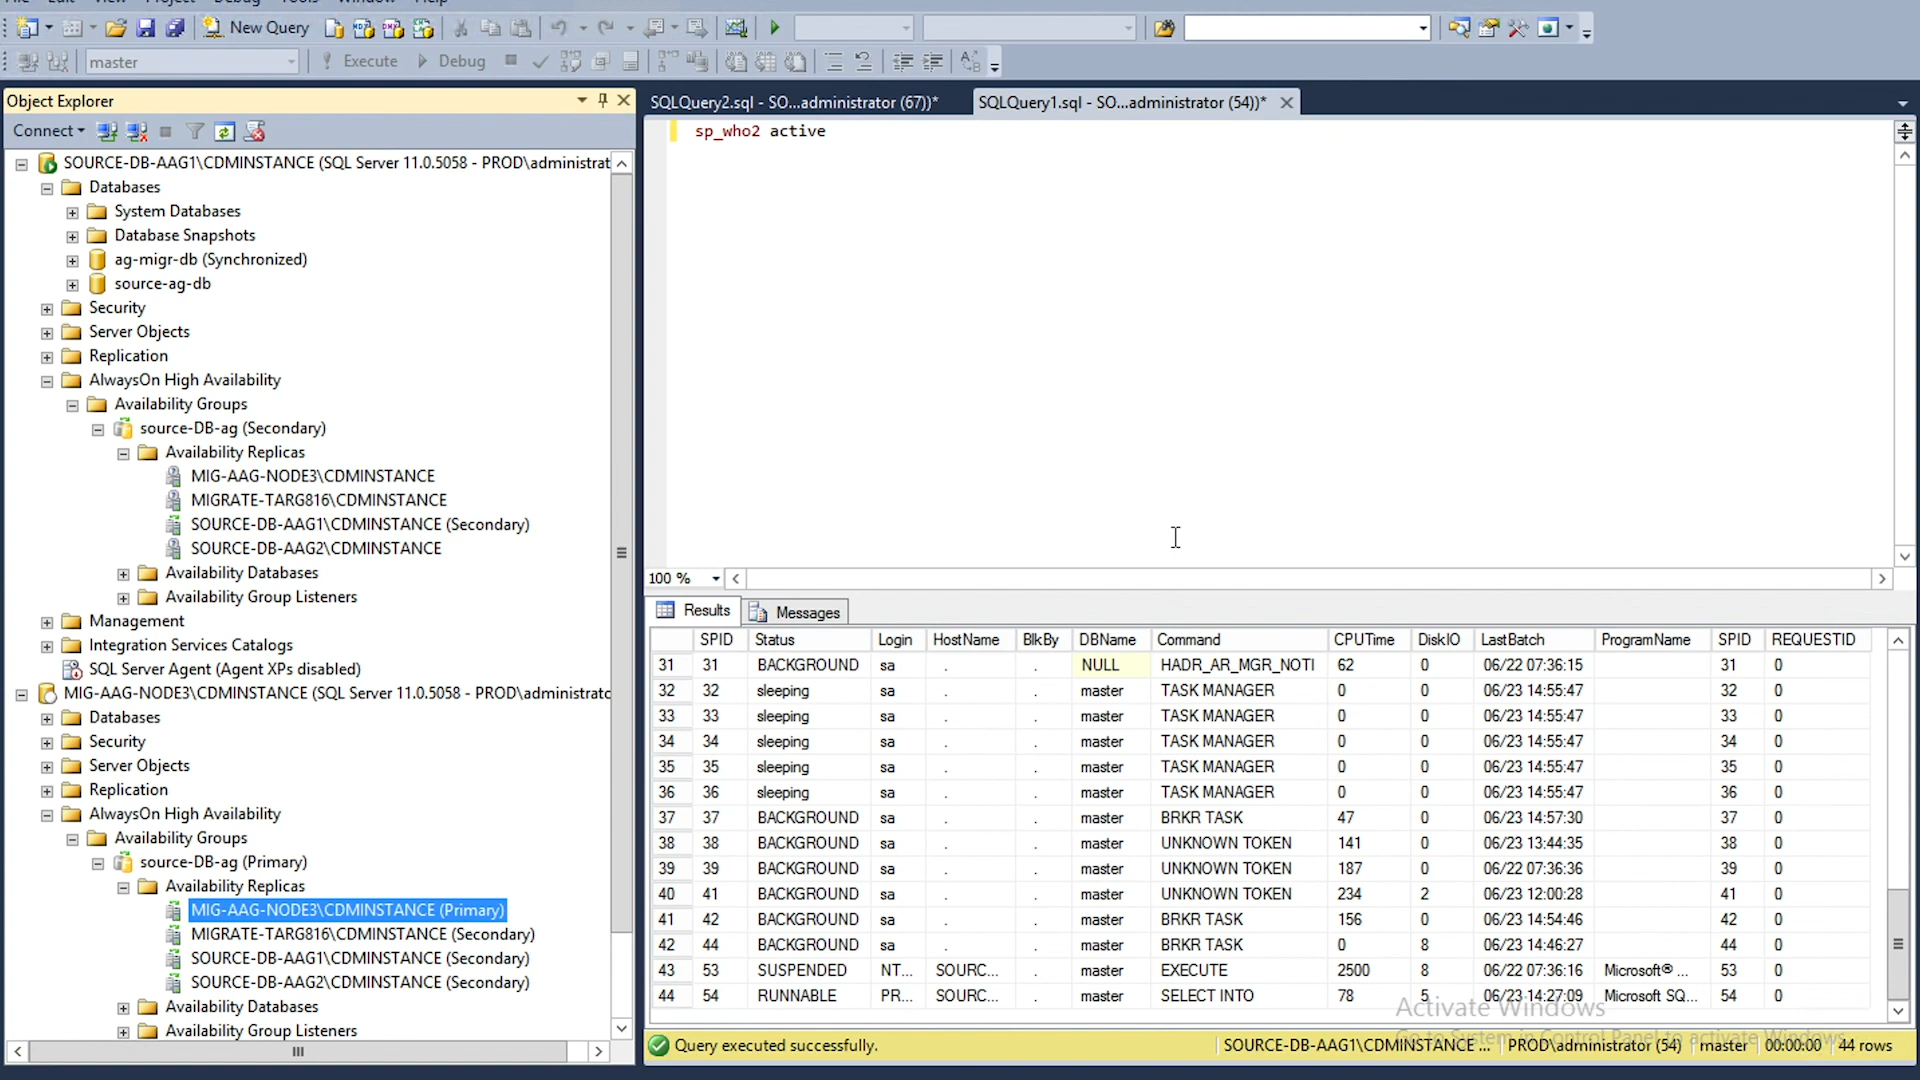 File Edit View Project Debug Tools Window Help
New Query
master Execute Debug
Object Explorer
Connect
SOURCE-DB-AAG1\CDMINSTANCE (SQL Server 11.0.5058 - PROD\administrat
Databases
System Databases
Database Snapshots
ag-migr-db (Synchronized)
source-ag-db
Security
Server Objects
Replication
AlwaysOn High Availability
Availability Groups
source-DB-ag (Secondary)
Availability Replicas
MIG-AAG-NODE3\CDMINSTANCE
MIGRATE-TARG816\CDMINSTANCE
SOURCE-DB-AAG1\CDMINSTANCE (Secondary)
SOURCE-DB-AAG2\CDMINSTANCE
Availability Databases
Availability Group Listeners
Management
Integration Services Catalogs
SQL Server Agent (Agent XPs disabled)
MIG-AAG-NODE3\CDMINSTANCE (SQL Server 11.0.5058 - PROD\administrato
Databases
Security
Server Objects
Replication
AlwaysOn High Availability
Availability Groups
source-DB-ag (Primary)
Availability Replicas
MIG-AAG-NODE3\CDMINSTANCE (Primary)
MIGRATE-TARG816\CDMINSTANCE (Secondary)
SOURCE-DB-AAG1\CDMINSTANCE (Secondary)
SOURCE-DB-AAG2\CDMINSTANCE (Secondary)
Availability Databases
Availability Group Listeners
SQLQuery2.sql - SO...administrator (67))* SQLQuery1.sql - SO...administrator (54))*
sp_who2 active
100 %
Results Messages
SPID Status Login HostName BlkBy DBName Command CPUTime DiskIO LastBatch ProgramName SPID REQUESTID
31 31 BACKGROUND sa . . NULL HADR_AR_MGR_NOTI 62 0 06/22 07:36:15 31 0
32 32 sleeping sa . . master TASK MANAGER 0 0 06/23 14:55:47 32 0
33 33 sleeping sa . . master TASK MANAGER 0 0 06/23 14:55:47 33 0
34 34 sleeping sa . . master TASK MANAGER 0 0 06/23 14:55:47 34 0
35 35 sleeping sa . . master TASK MANAGER 0 0 06/23 14:55:47 35 0
36 36 sleeping sa . . master TASK MANAGER 0 0 06/23 14:55:47 36 0
37 37 BACKGROUND sa . . master BRKR TASK 47 0 06/23 14:57:30 37 0
38 38 BACKGROUND sa . . master UNKNOWN TOKEN 141 0 06/23 13:44:35 38 0
39 39 BACKGROUND sa . . master UNKNOWN TOKEN 187 0 06/22 07:36:36 39 0
40 41 BACKGROUND sa . . master UNKNOWN TOKEN 234 2 06/23 12:00:28 41 0
41 42 BACKGROUND sa . . master BRKR TASK 156 0 06/23 14:54:46 42 0
42 44 BACKGROUND sa . . master BRKR TASK 0 8 06/23 14:46:27 44 0
43 53 SUSPENDED NT... SOURC... . master EXECUTE 2500 8 06/22 07:36:16 Microsoft® ... 53 0
44 54 RUNNABLE PR... SOURC... . master SELECT INTO 78 5 06/23 14:27:09 Microsoft SQ... 54 0
Activate Windows
Go to System in Control Panel to activate Windows.
Query executed successfully. SOURCE-DB-AAG1\CDMINSTANCE ... PROD\administrator (54) master 00:00:00 44 rows